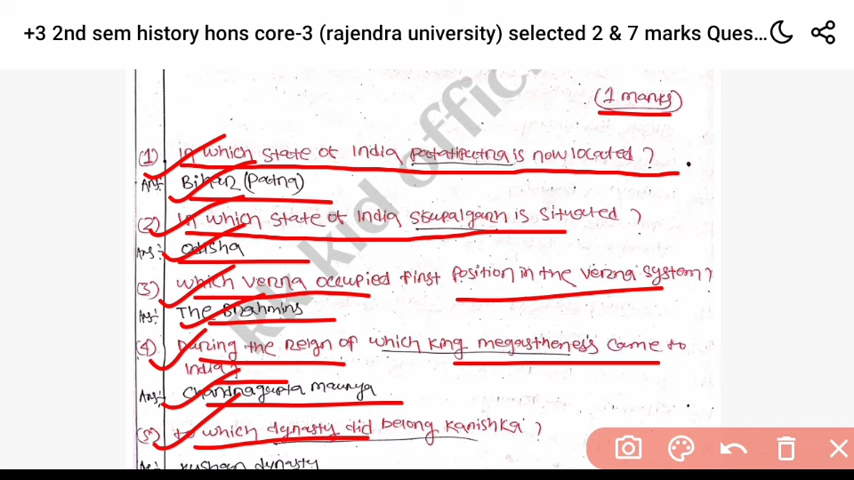 +3 2nd sem history hons core-3 (rajendra university) selected 2 & 7 marks Ques...
(1 marks)
(1). In which state of India Pataliputna is now located?
Ans: Bihar (Patna)
(2) In which state of India sisupalgarh is situated?
Ans: Odisha
(3) which verna occupied first position in the verna system?
Ans: The Brahmins
(4) During the reign of which king megasthenes's came to
India?
Ans: Chandragupta maurya
(5) to which dynasty did belong Kanishka?
Ans: Kushan dynasty
kk kid offic